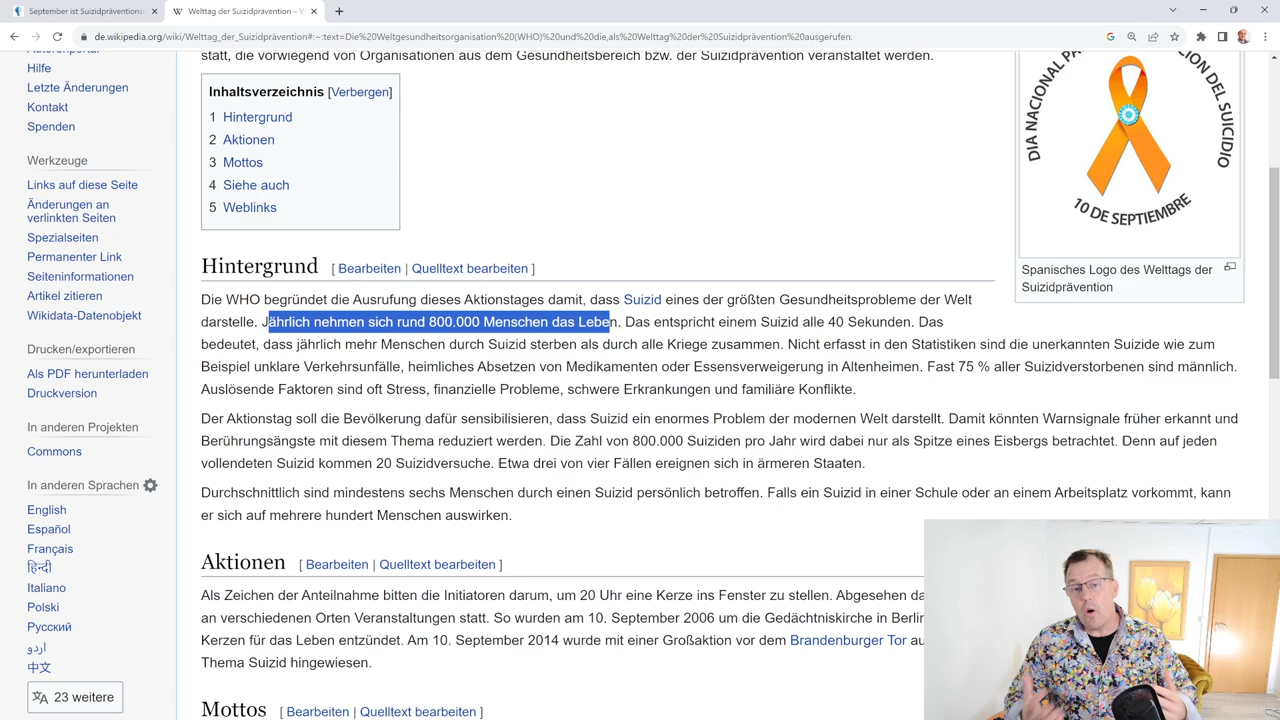 September ist Suizidpräventions
Welttag der Suizidprävention –
de.wikipedia.org/wiki/Welttag_der_Suizidprävention#:~:text=Die%20Weltgesundheitsorganisation%20(WHO)%20und%20die,als%20Welttag%20der%20Suizidprävention%20ausgerufen.
Autorenportal
Hilfe
Letzte Änderungen
Kontakt
Spenden
Werkzeuge
Links auf diese Seite
Änderungen an
verlinkten Seiten
Spezialseiten
Permanenter Link
Seiteninformationen
Artikel zitieren
Wikidata-Datenobjekt
Drucken/exportieren
Als PDF herunterladen
Druckversion
In anderen Projekten
Commons
In anderen Sprachen
English
Español
Français
हिन्दी
Italiano
Polski
Русский
اردو
中文
23 weitere
statt, die vorwiegend von Organisationen aus dem Gesundheitsbereich bzw. der Suizidprävention veranstaltet werden.
Inhaltsverzeichnis [Verbergen]
1 Hintergrund
2 Aktionen
3 Mottos
4 Siehe auch
5 Weblinks
DIA NACIONAL CION DEL SUICIDIO
10 DE SEPTIEMBRE
Spanisches Logo des Welttags der
Suizidprävention
Hintergrund [ Bearbeiten | Quelltext bearbeiten ]
Die WHO begründet die Ausrufung dieses Aktionstages damit, dass Suizid eines der größten Gesundheitsprobleme der Welt
darstelle. Jährlich nehmen sich rund 800.000 Menschen das Leben. Das entspricht einem Suizid alle 40 Sekunden. Das
bedeutet, dass jährlich mehr Menschen durch Suizid sterben als durch alle Kriege zusammen. Nicht erfasst in den Statistiken sind die unerkannten Suizide wie zum
Beispiel unklare Verkehrsunfälle, heimliches Absetzen von Medikamenten oder Essensverweigerung in Altenheimen. Fast 75 % aller Suizidverstorbenen sind männlich.
Auslösende Faktoren sind oft Stress, finanzielle Probleme, schwere Erkrankungen und familiäre Konflikte.
Der Aktionstag soll die Bevölkerung dafür sensibilisieren, dass Suizid ein enormes Problem der modernen Welt darstellt. Damit könnten Warnsignale früher erkannt und
Berührungsängste mit diesem Thema reduziert werden. Die Zahl von 800.000 Suiziden pro Jahr wird dabei nur als Spitze eines Eisbergs betrachtet. Denn auf jeden
vollendeten Suizid kommen 20 Suizidversuche. Etwa drei von vier Fällen ereignen sich in ärmeren Staaten.
Durchschnittlich sind mindestens sechs Menschen durch einen Suizid persönlich betroffen. Falls ein Suizid in einer Schule oder an einem Arbeitsplatz vorkommt, kann
er sich auf mehrere hundert Menschen auswirken.
Aktionen [ Bearbeiten | Quelltext bearbeiten ]
Als Zeichen der Anteilnahme bitten die Initiatoren darum, um 20 Uhr eine Kerze ins Fenster zu stellen. Abgesehen da
an verschiedenen Orten Veranstaltungen statt. So wurden am 10. September 2006 um die Gedächtniskirche in Berlin
Kerzen für das Leben entzündet. Am 10. September 2014 wurde mit einer Großaktion vor dem Brandenburger Tor au
Thema Suizid hingewiesen.
Mottos [ Bearbeiten | Quelltext bearbeiten ]